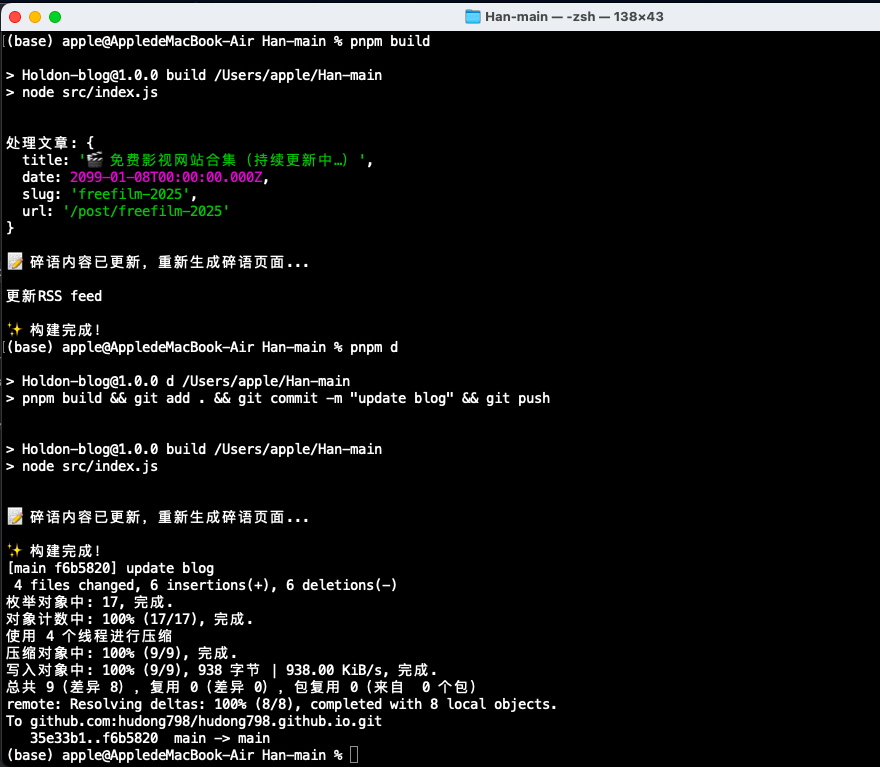 Han-main — -zsh — 138×43
(base) apple@AppledeMacBook-Air Han-main % pnpm build
> Holdon-blog@1.0.0 build /Users/apple/Han-main
> node src/index.js
处理文章: {
title: '🎬 免费影视网站合集（持续更新中…）',
date: 2099-01-08T00:00:00.000Z,
slug: 'freefilm-2025',
url: '/post/freefilm-2025'
}
📝 碎语内容已更新, 重新生成碎语页面...
更新RSS feed
✨ 构建完成!
(base) apple@AppledeMacBook-Air Han-main % pnpm d
> Holdon-blog@1.0.0 d /Users/apple/Han-main
> pnpm build && git add . && git commit -m "update blog" && git push
> Holdon-blog@1.0.0 build /Users/apple/Han-main
> node src/index.js
📝 碎语内容已更新, 重新生成碎语页面...
✨ 构建完成!
[main f6b5820] update blog
4 files changed, 6 insertions(+), 6 deletions(-)
枚举对象中: 17, 完成.
对象计数中: 100% (17/17), 完成.
使用 4 个线程进行压缩
压缩对象中: 100% (9/9), 完成.
写入对象中: 100% (9/9), 938 字节 | 938.00 KiB/s, 完成.
总共 9（差异 8），复用 0（差异 0），包复用 0（来自  0 个包）
remote: Resolving deltas: 100% (8/8), completed with 8 local objects.
To github.com:hudong798/hudong798.github.io.git
35e33b1..f6b5820  main -> main
(base) apple@AppledeMacBook-Air Han-main %